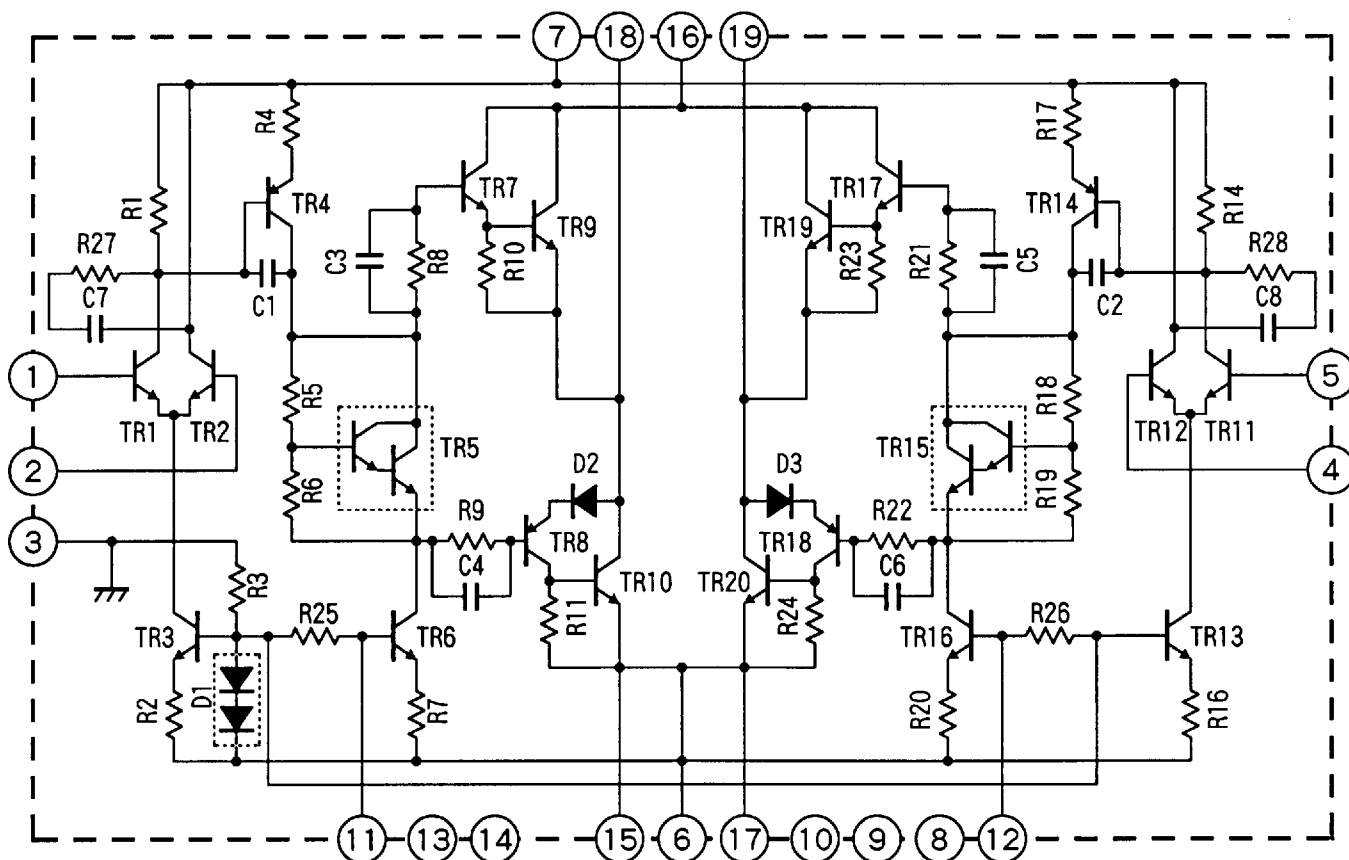 7 18 16 19
R4 R17
R1 TR4 TR7 TR9 TR17 TR19 TR14 R14
R27 C7 C1 C3 R8 R10 R23 R21 C5 C2 R28 C8
1 5
TR1 TR2 R5 TR5 TR15 R18 TR12 TR11
2 4
R6 D2 D3 R19
3 R9 TR8 TR18 R22
R3 C4 TR10 TR20 C6
TR3 R25 TR6 R11 R24 TR16 R26 TR13
R2 D1 R7 R20 R16
11 13 14 15 6 17 10 9 8 12